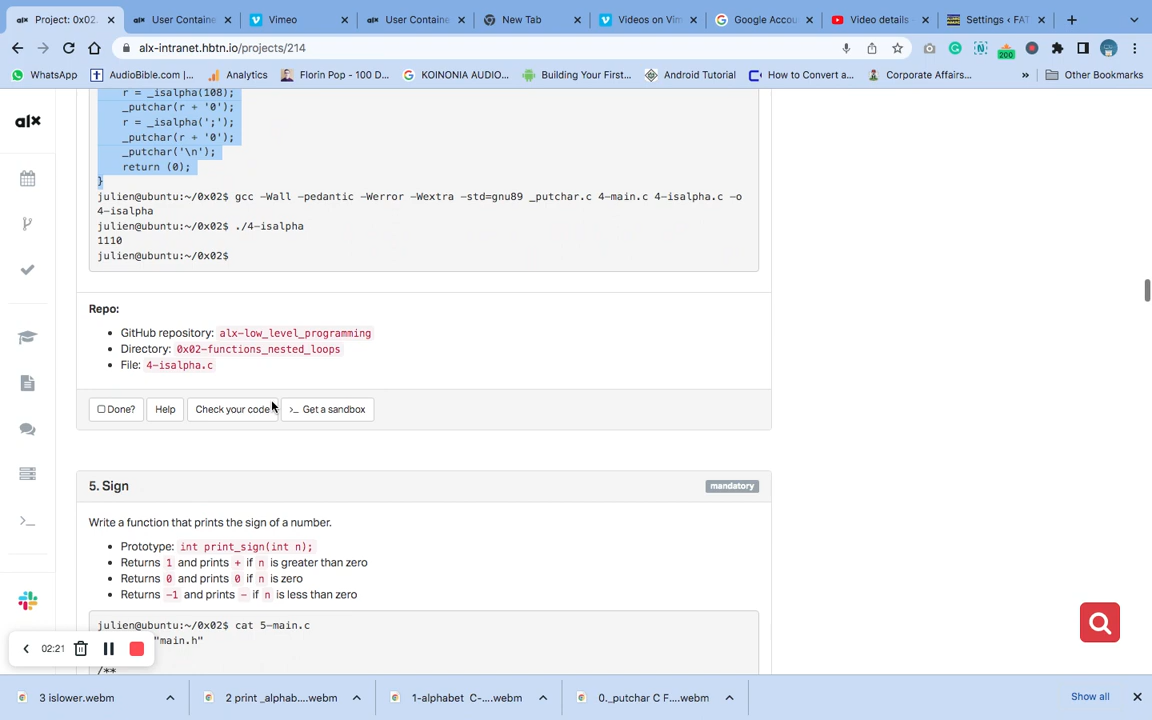 Project: 0x02.
User Containe
Vimeo
User Containe
New Tab
Videos on Vim
Google Accou
Video details
Settings ‹ FAT
alx-intranet.hbtn.io/projects/214
200
WhatsApp
AudioBible.com |...
Analytics
Florin Pop - 100 D...
KOINONIA AUDIO...
Building Your First...
Android Tutorial
How to Convert a...
Corporate Affairs...
»
Other Bookmarks
alx
r = _isalpha(108);
_putchar(r + '0');
r = _isalpha(';');
_putchar(r + '0');
_putchar('\n');
return (0);
}
julien@ubuntu:~/0x02$ gcc -Wall -pedantic -Werror -Wextra -std=gnu89 _putchar.c 4-main.c 4-isalpha.c -o
4-isalpha
julien@ubuntu:~/0x02$ ./4-isalpha
1110
julien@ubuntu:~/0x02$
Repo:
• GitHub repository: alx-low_level_programming
• Directory: 0x02-functions_nested_loops
• File: 4-isalpha.c
Done?
Help
Check your code
>_ Get a sandbox
5. Sign
mandatory
Write a function that prints the sign of a number.
• Prototype: int print_sign(int n);
• Returns 1 and prints + if n is greater than zero
• Returns 0 and prints 0 if n is zero
• Returns -1 and prints - if n is less than zero
julien@ubuntu:~/0x02$ cat 5-main.c
"main.h"
/**
02:21
3 islower.webm
2 print _alphab....webm
1-alphabet C-....webm
0._putchar C F....webm
Show all